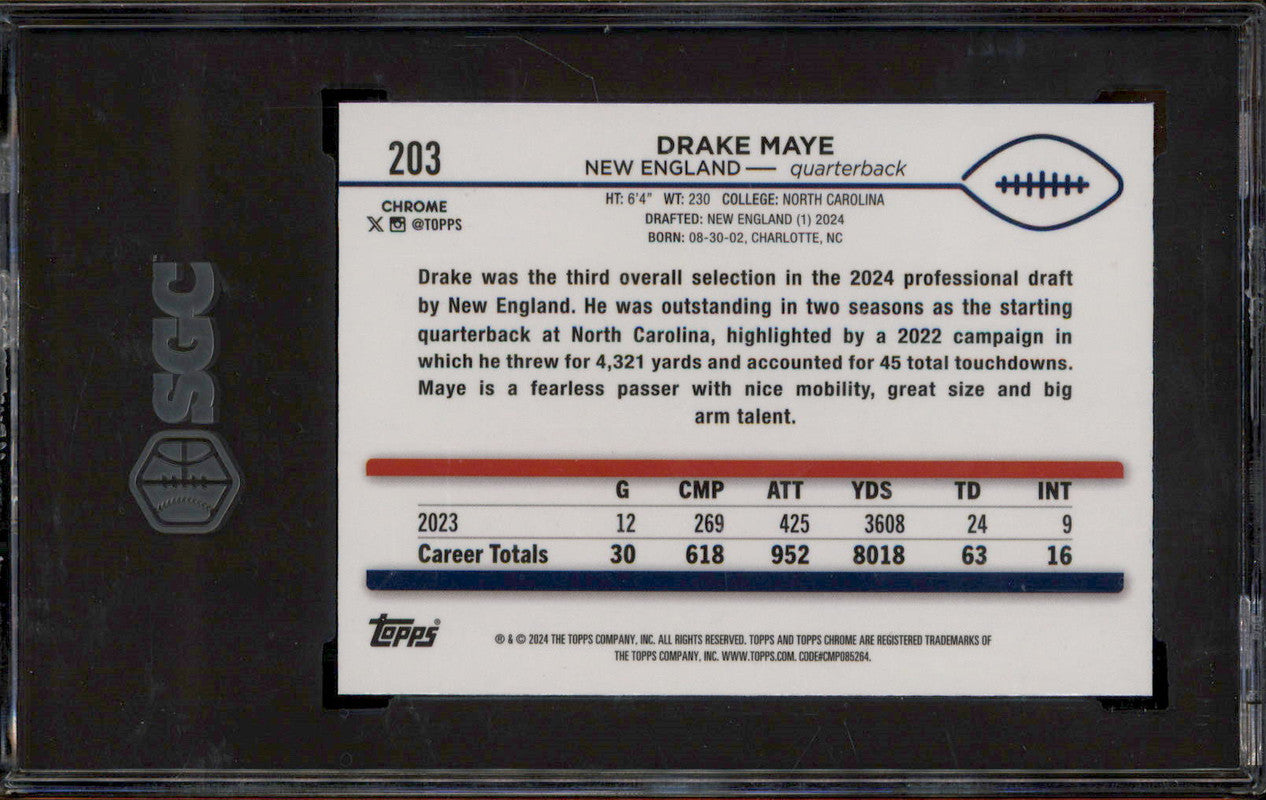 203
DRAKE MAYE
NEW ENGLAND — quarterback
CHROME
@TOPPS
HT: 6'4" WT: 230 COLLEGE: NORTH CAROLINA
DRAFTED: NEW ENGLAND (1) 2024
BORN: 08-30-02, CHARLOTTE, NC
Drake was the third overall selection in the 2024 professional draft
by New England. He was outstanding in two seasons as the starting
quarterback at North Carolina, highlighted by a 2022 campaign in
which he threw for 4,321 yards and accounted for 45 total touchdowns.
Maye is a fearless passer with nice mobility, great size and big
arm talent.
G CMP ATT YDS TD INT
2023 12 269 425 3608 24 9
Career Totals 30 618 952 8018 63 16
topps®
® & © 2024 THE TOPPS COMPANY, INC. ALL RIGHTS RESERVED. TOPPS AND TOPPS CHROME ARE REGISTERED TRADEMARKS OF
THE TOPPS COMPANY, INC. WWW.TOPPS.COM. CODE#CMP085264.
SGC